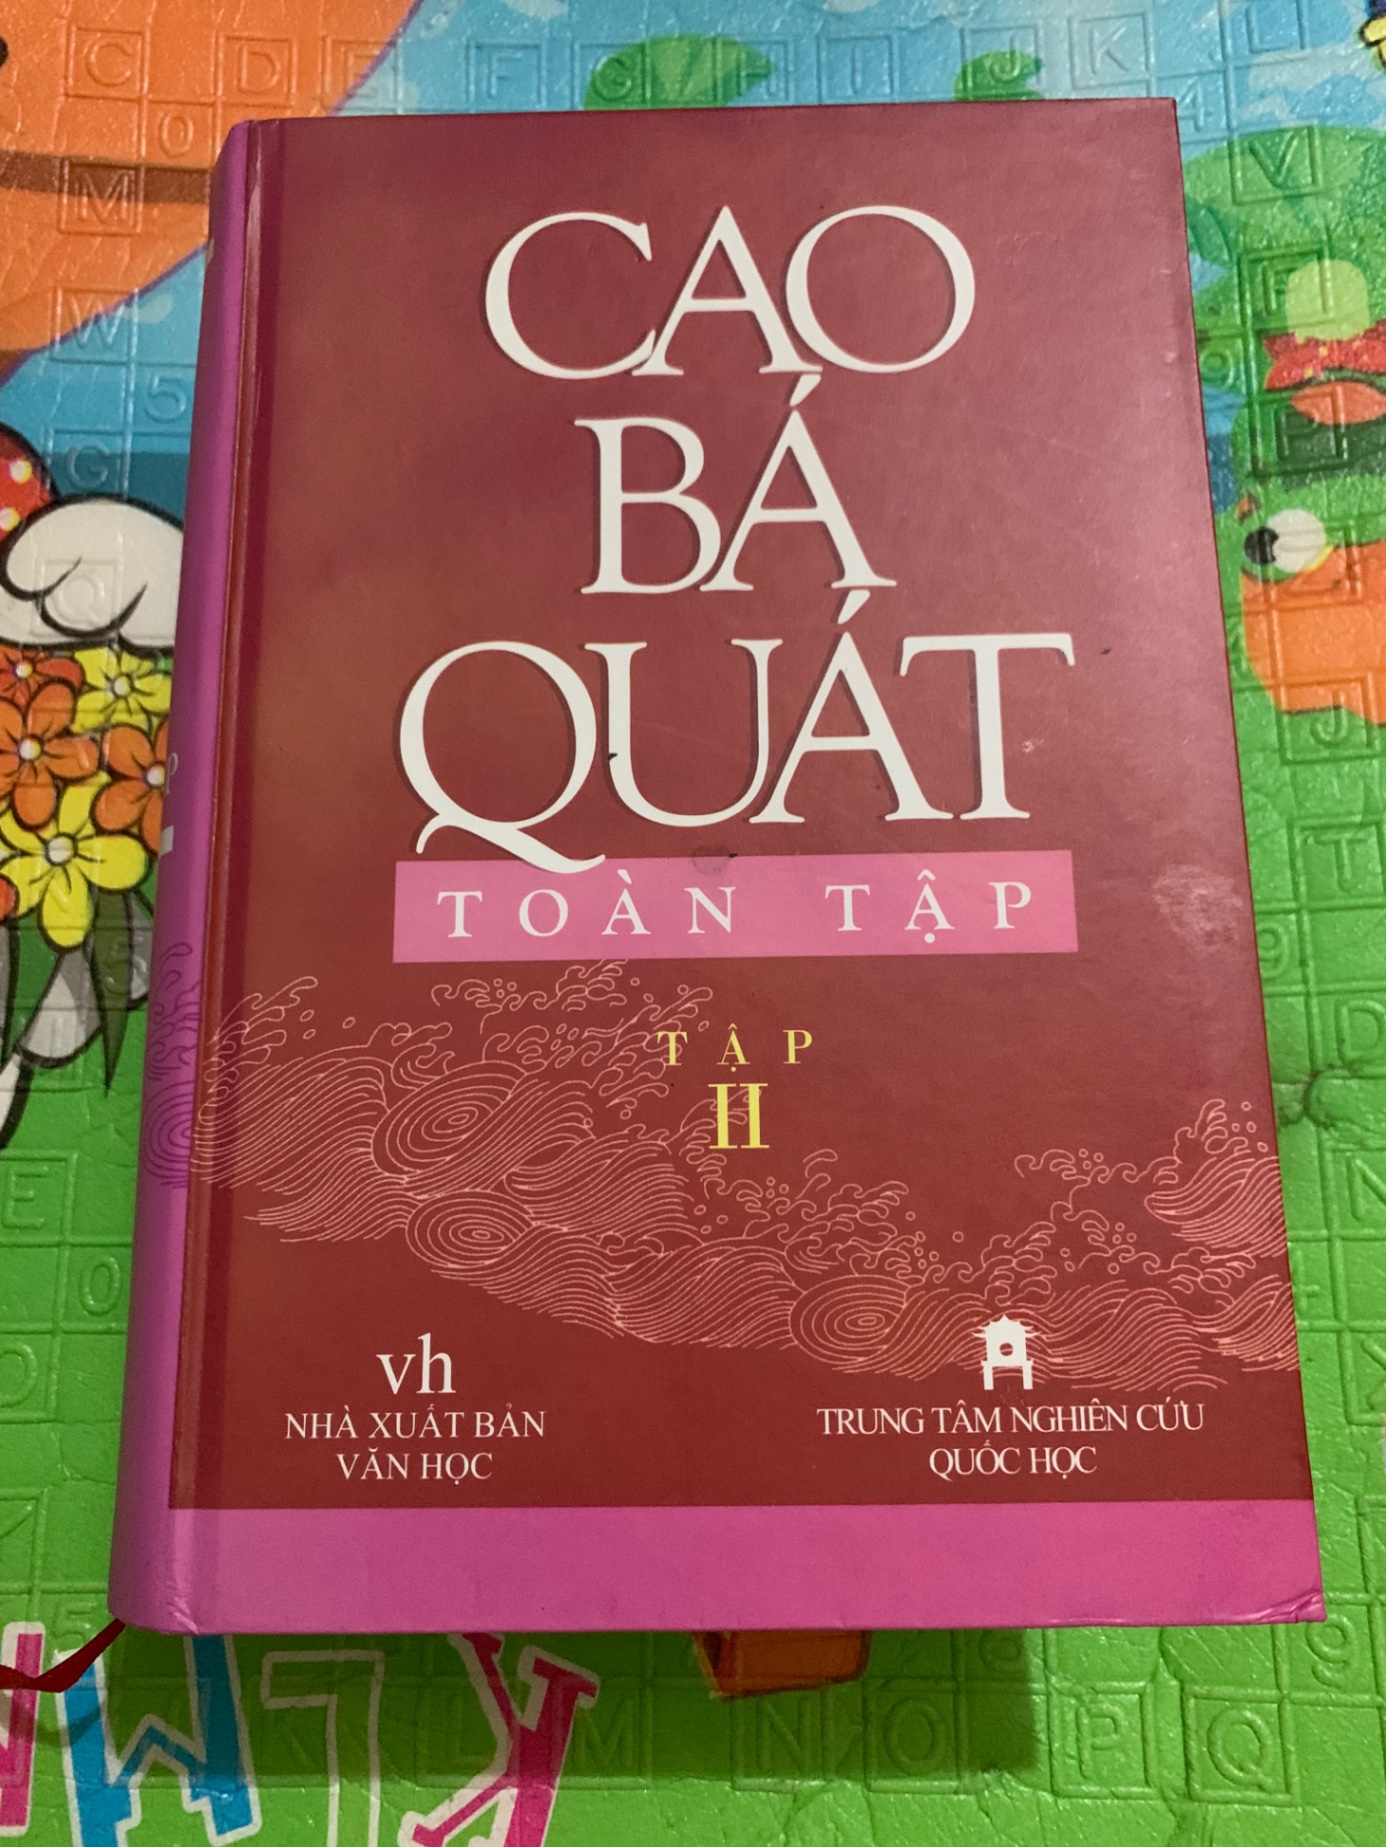 CAO
BÁ
QUÁT
TOÀN TẬP
TẬP
II
vh
NHÀ XUẤT BẢN
VĂN HỌC
TRUNG TÂM NGHIÊN CỨU
QUỐC HỌC